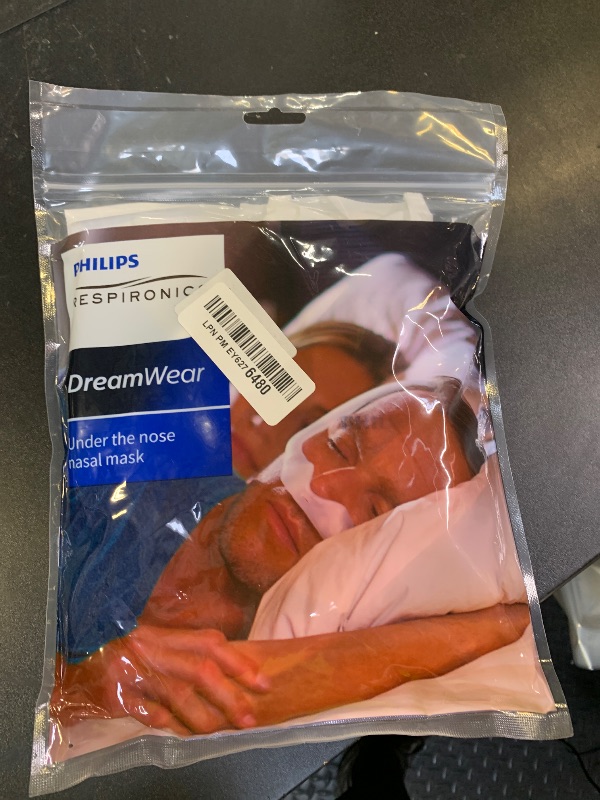 PHILIPS
RESPIRONICS
DreamWear
Under the nose
nasal mask
LPN PM EY627 6480